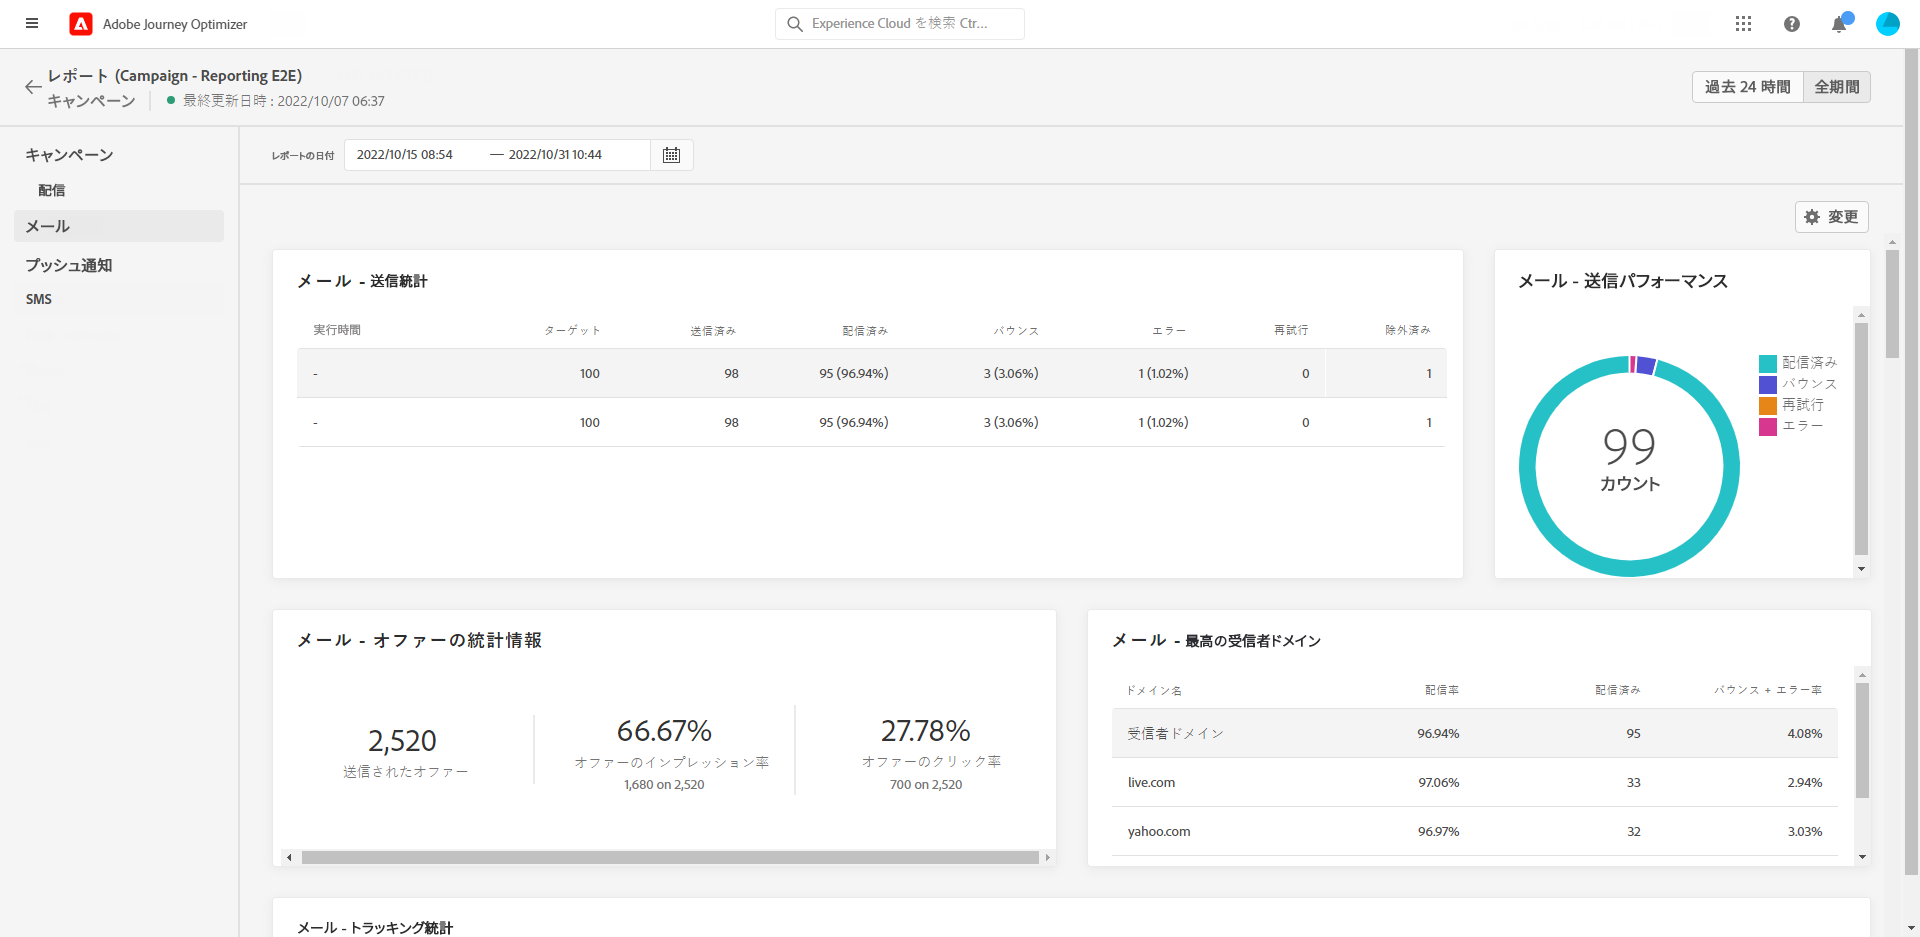 Adobe Journey Optimizer
Experience Cloud を検索 Ctr...
レポート (Campaign - Reporting E2E)
キャンペーン
最終更新日時 : 2022/10/07 06:37
過去 24 時間
全期間
キャンペーン
配信
メール
プッシュ通知
SMS
レポートの日付
2022/10/15 08:54 — 2022/10/31 10:44
変更
メール - 送信統計
実行時間 ターゲット 送信済み 配信済み バウンス エラー 再試行 除外済み
- 100 98 95 (96.94%) 3 (3.06%) 1 (1.02%) 0 1
- 100 98 95 (96.94%) 3 (3.06%) 1 (1.02%) 0 1
メール - 送信パフォーマンス
99
カウント
配信済み
バウンス
再試行
エラー
メール - オファーの統計情報
2,520
送信されたオファー
66.67%
オファーのインプレッション率
1,680 on 2,520
27.78%
オファーのクリック率
700 on 2,520
メール - 最高の受信者ドメイン
ドメイン名 配信率 配信済み バウンス + エラー率
受信者ドメイン 96.94% 95 4.08%
live.com 97.06% 33 2.94%
yahoo.com 96.97% 32 3.03%
メール - トラッキング統計